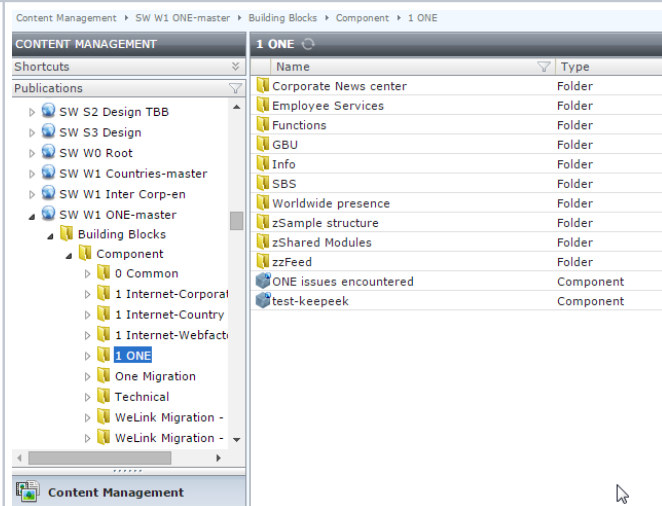 Content Management ▸ SW W1 ONE-master ▸ Building Blocks ▸ Component ▸ 1 ONE
CONTENT MANAGEMENT
Shortcuts
Publications
SW S2 Design TBB
SW S3 Design
SW W0 Root
SW W1 Countries-master
SW W1 Inter Corp-en
SW W1 ONE-master
Building Blocks
Component
0 Common
1 Internet-Corporat
1 Internet-Country
1 Internet-Webfact
1 ONE
One Migration
Technical
WeLink Migration -
WeLink Migration -
Content Management
1 ONE
Name Type
Corporate News center Folder
Employee Services Folder
Functions Folder
GBU Folder
Info Folder
SBS Folder
Worldwide presence Folder
zSample structure Folder
zShared Modules Folder
zzFeed Folder
ONE issues encountered Component
test-keepeek Component